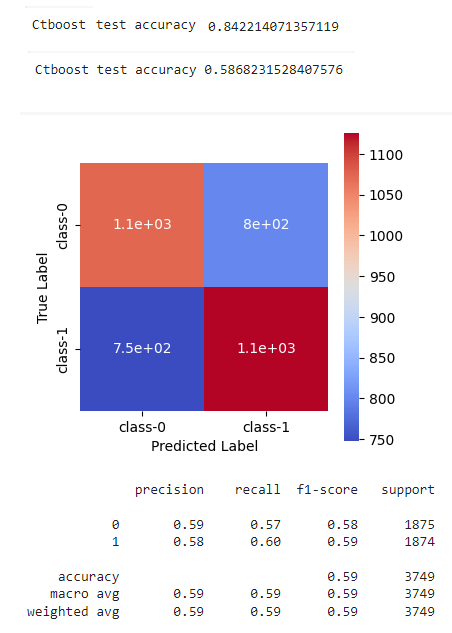 Ctboost test accuracy 0.842214071357119
Ctboost test accuracy 0.5868231528407576
1100
1050
1000
950
900
850
800
750
class-0
class-1
True Label
1.1e+03 8e+02
7.5e+02 1.1e+03
class-0 class-1
Predicted Label
precision recall f1-score support
0 0.59 0.57 0.58 1875
1 0.58 0.60 0.59 1874
accuracy 0.59 3749
macro avg 0.59 0.59 0.59 3749
weighted avg 0.59 0.59 0.59 3749